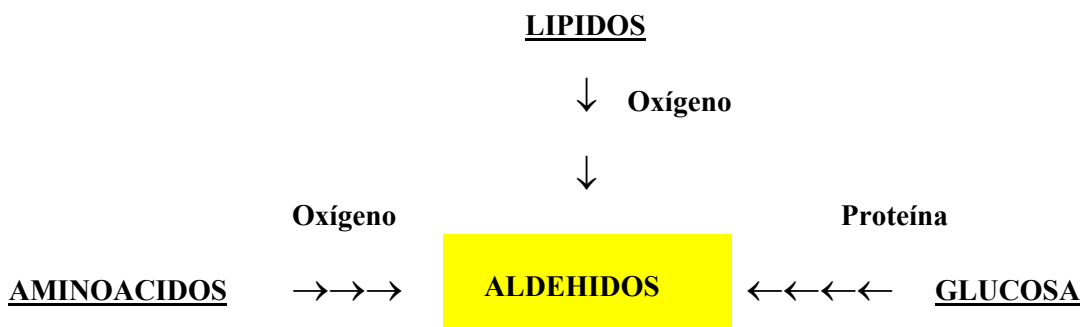 LIPIDOS
↓ Oxígeno
↓
Oxígeno Proteína
AMINOACIDOS →→→ ALDEHIDOS ←←←← GLUCOSA